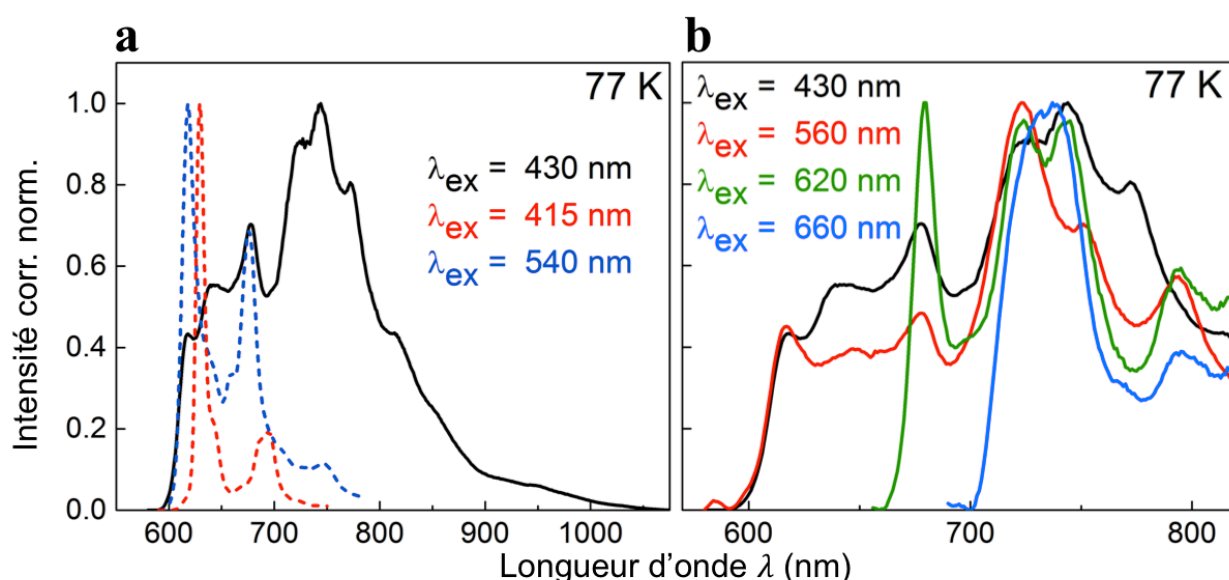 a
b
77 K
λex = 430 nm
λex = 415 nm
λex = 540 nm
77 K
λex = 430 nm
λex = 560 nm
λex = 620 nm
λex = 660 nm
Intensité corr. norm.
1.0
0.8
0.6
0.4
0.2
0.0
600 700 800 900 1000
600 700 800
Longueur d'onde λ (nm)